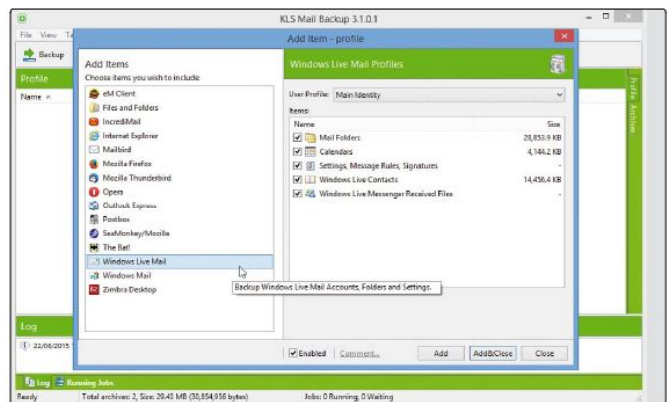 KLS Mail Backup 3.1.0.1
File View
Backup
Add Item - profile
Profile
Name
Add Items
Choose items you wish to include
eM Client
Files and Folders
IncrediMail
Internet Explorer
Mailbird
Mozilla Firefox
Mozilla Thunderbird
Opera
Outlook Express
Postbox
SeaMonkey/Mozilla
The Bat!
Windows Live Mail
Windows Mail
Zimbra Desktop
Windows Live Mail Profiles
User Profile: Main Identity
Items:
Name Size
Mail Folders 28,853.9 KB
Calendars 4,144.2 KB
Settings, Message Rules, Signatures -
Windows Live Contacts 14,456.4 KB
Windows Live Messenger Received Files -
Backup Windows Live Mail Accounts, Folders and Settings.
Enabled Comment... Add Add&Close Close
Profile Archives
Log
22/06/2015
Log Running Jobs
Ready Total archives: 2, Size: 29.43 MB (30,854,956 bytes) Jobs: 0 Running, 0 Waiting